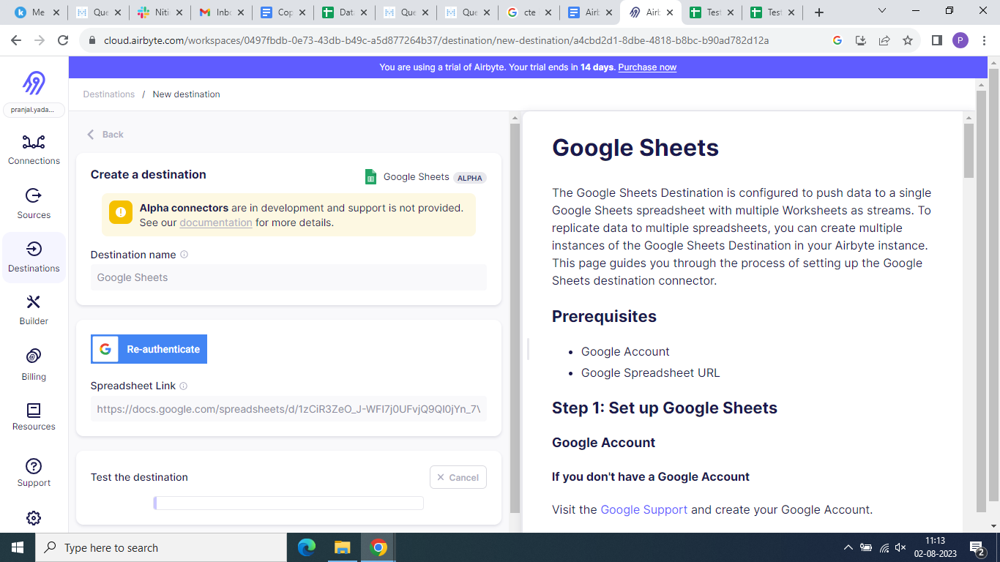 Me
Que
Nitin
Inbo
Cop
Data
Que
Que
cte
Airb
Airb
Test
Test
cloud.airbyte.com/workspaces/0497fbdb-0e73-43db-b49c-a5d877264b37/destination/new-destination/a4cbd2d1-8dbe-4818-b8bc-b90ad782d12a
P
You are using a trial of Airbyte. Your trial ends in 14 days. Purchase now
pranjal.yada...
Connections
Sources
Destinations
Builder
Billing
Resources
Support
Destinations / New destination
Back
Create a destination
Google Sheets ALPHA
Alpha connectors are in development and support is not provided.
See our documentation for more details.
Destination name
Google Sheets
Re-authenticate
Spreadsheet Link
https://docs.google.com/spreadsheets/d/1zCiR3ZeO_J-WFI7j0UFvjQ9QI0jYn_7\
Test the destination
Cancel
Google Sheets
The Google Sheets Destination is configured to push data to a single
Google Sheets spreadsheet with multiple Worksheets as streams. To
replicate data to multiple spreadsheets, you can create multiple
instances of the Google Sheets Destination in your Airbyte instance.
This page guides you through the process of setting up the Google
Sheets destination connector.
Prerequisites
• Google Account
• Google Spreadsheet URL
Step 1: Set up Google Sheets
Google Account
If you don't have a Google Account
Visit the Google Support and create your Google Account.
Type here to search
11:13
02-08-2023
2